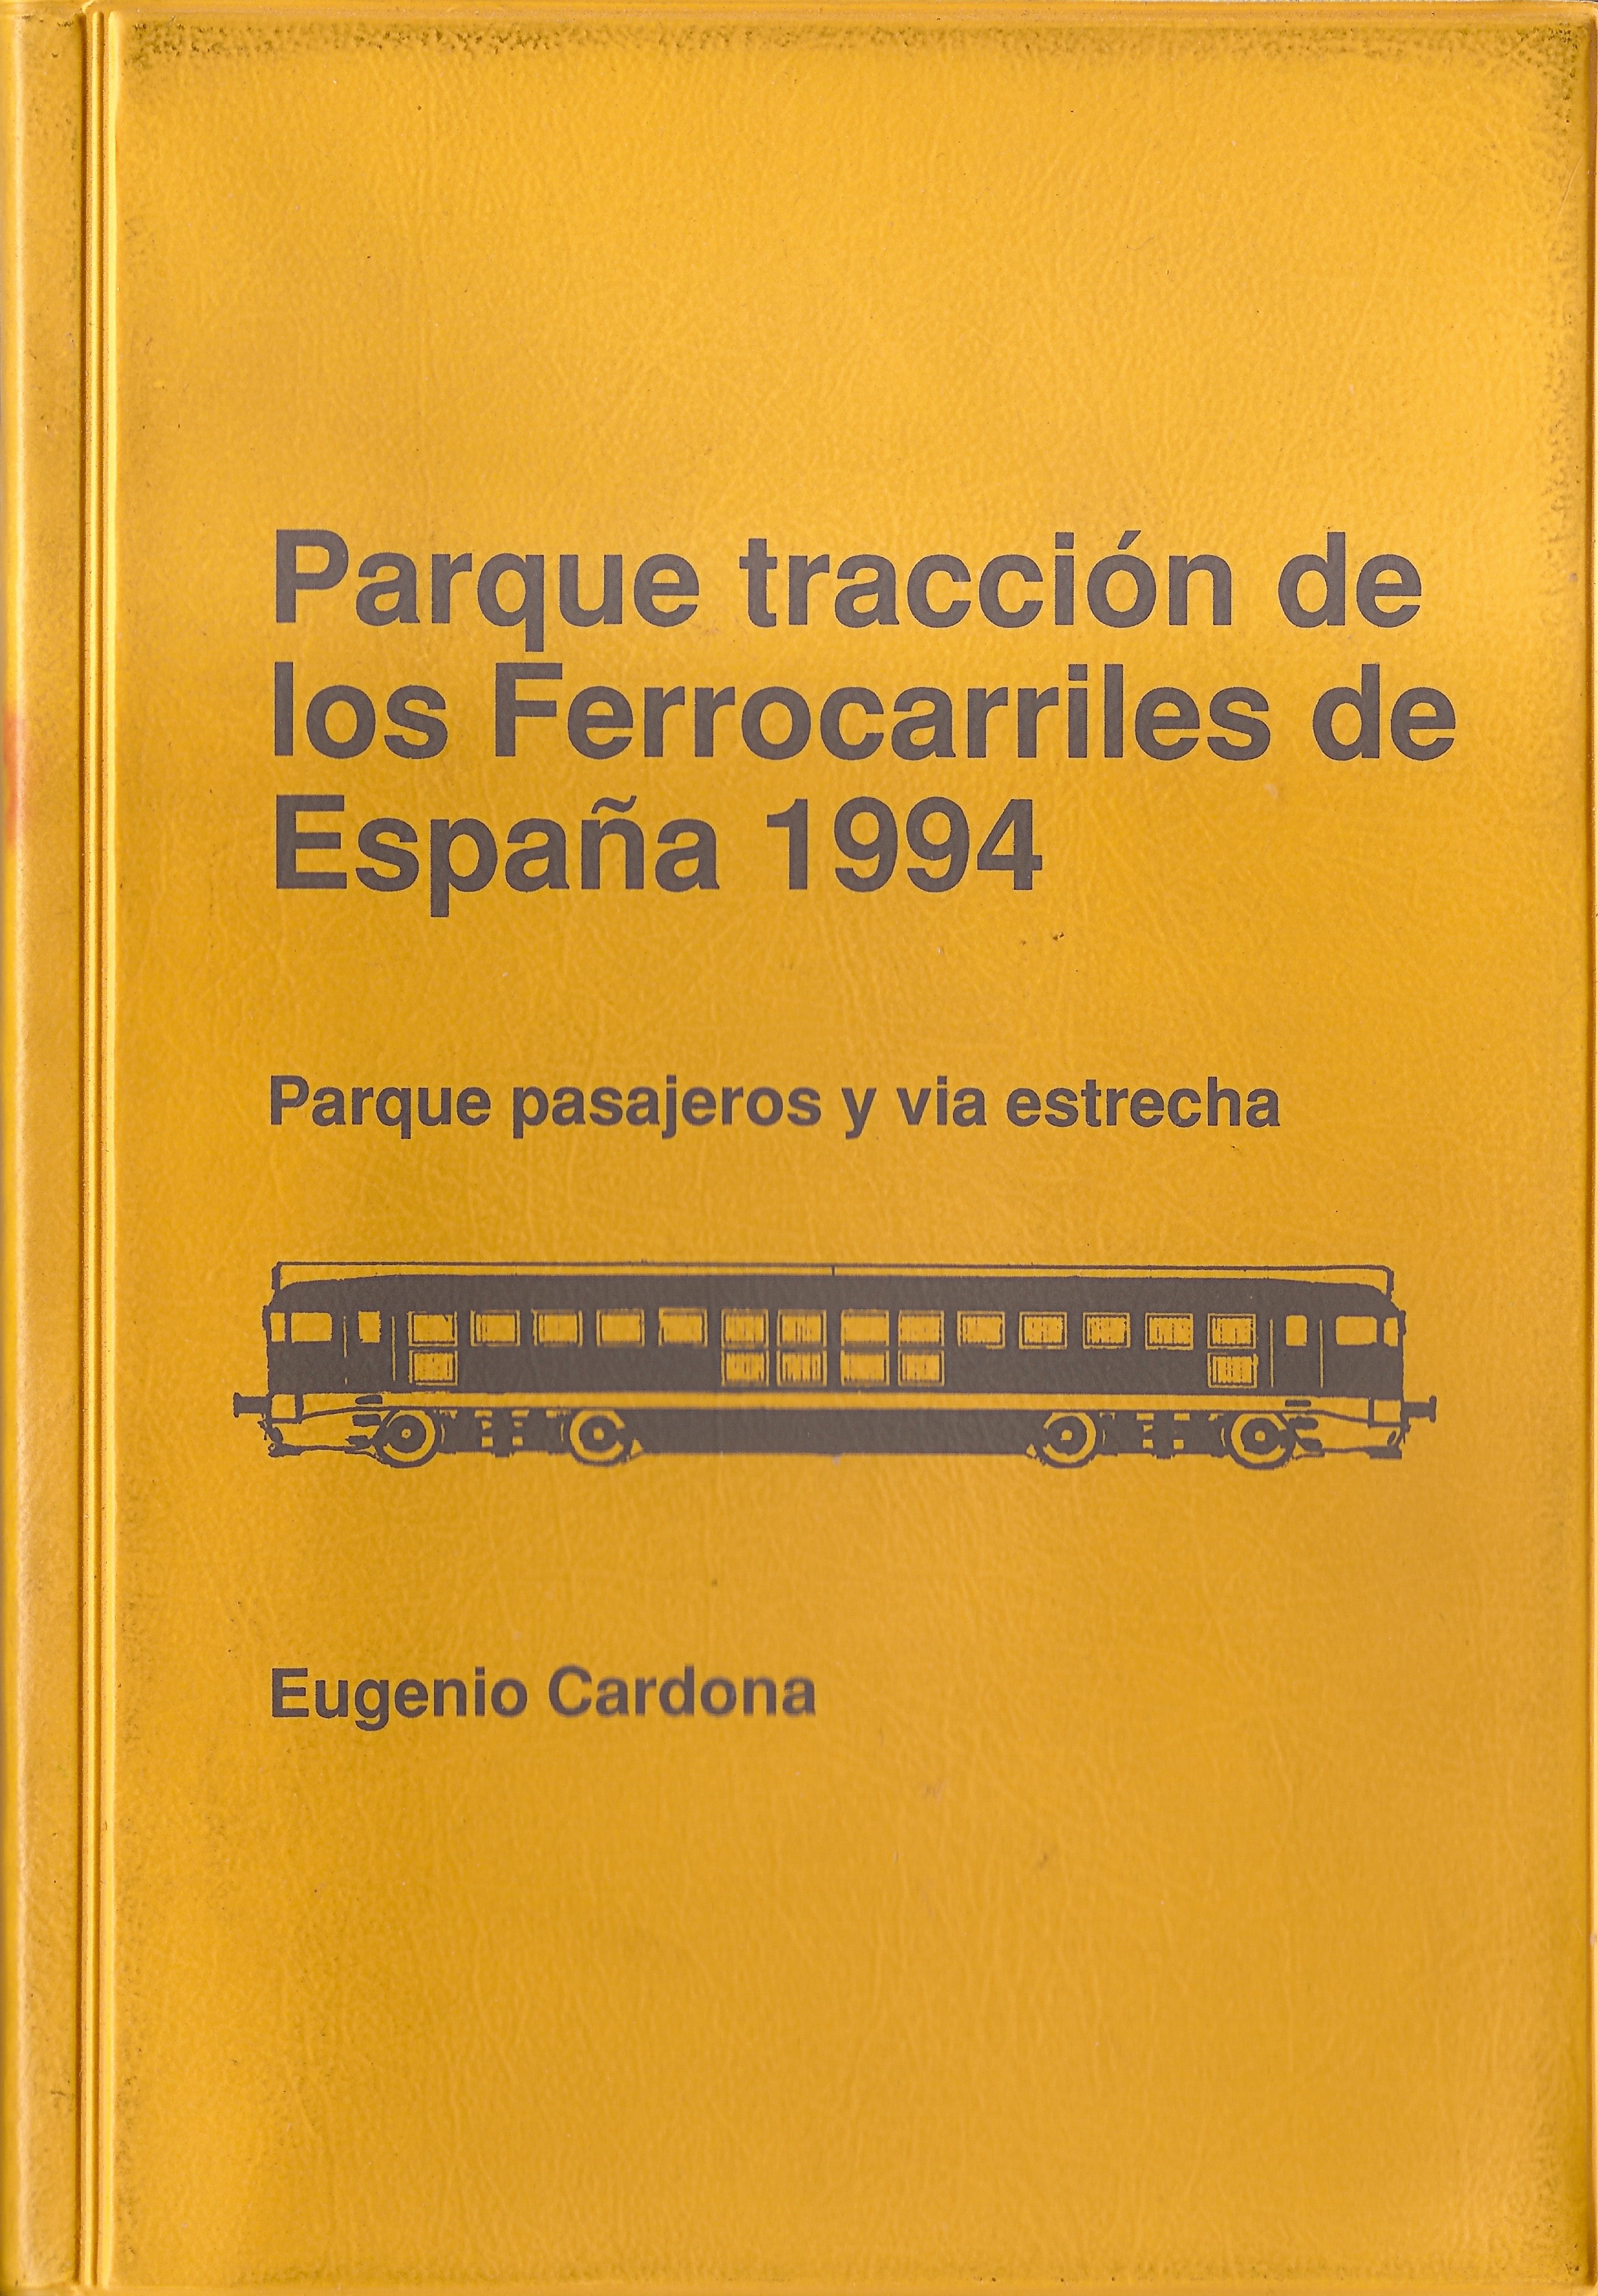 Parque tracción de
los Ferrocarriles de
España 1994
Parque pasajeros y via estrecha
Eugenio Cardona